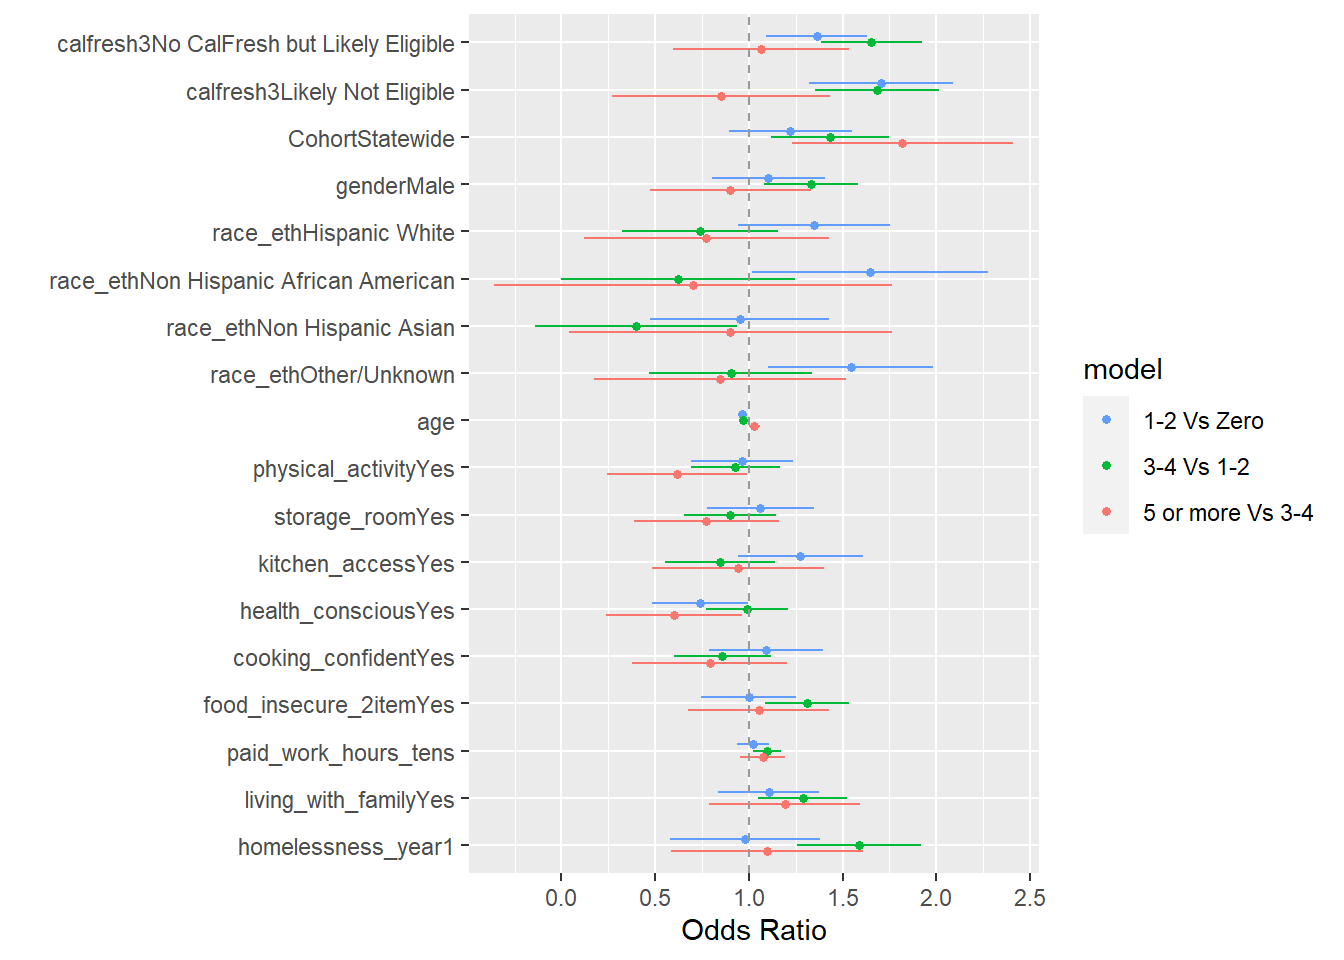 calfresh3No CalFresh but Likely Eligible
calfresh3Likely Not Eligible
CohortStatewide
genderMale
race_ethHispanic White
race_ethNon Hispanic African American
race_ethNon Hispanic Asian
race_ethOther/Unknown
age
physical_activityYes
storage_roomYes
kitchen_accessYes
health_consciousYes
cooking_confidentYes
food_insecure_2itemYes
paid_work_hours_tens
living_with_familyYes
homelessness_year1
0.0 0.5 1.0 1.5 2.0 2.5
Odds Ratio
model
1-2 Vs Zero
3-4 Vs 1-2
5 or more Vs 3-4